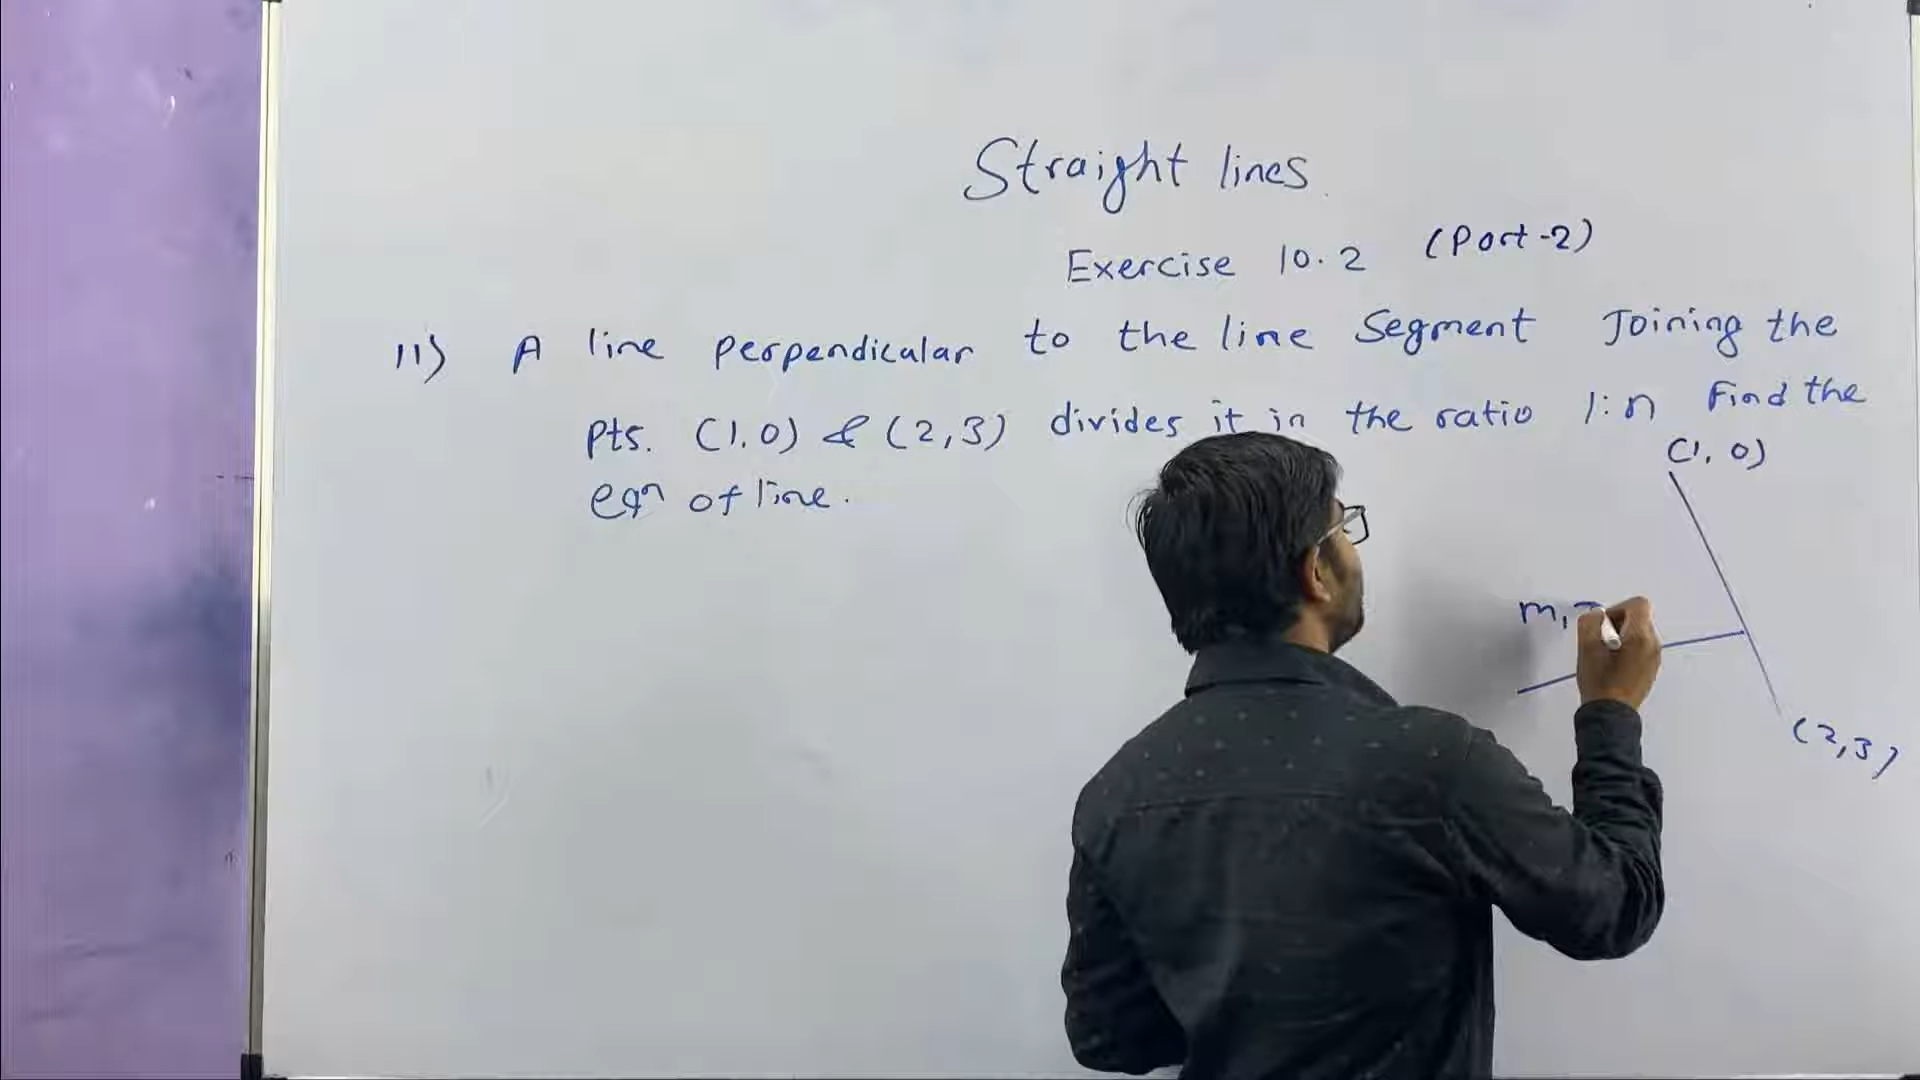 Straight lines.
Exercise 10.2 (Part-2)
11) A line perpendicular to the line Segment Joining the
pts. (1,0) & (2,3) divides it in the ratio 1:n Find the
eqn of line.
(1, 0)
m₁ =
(2,3)